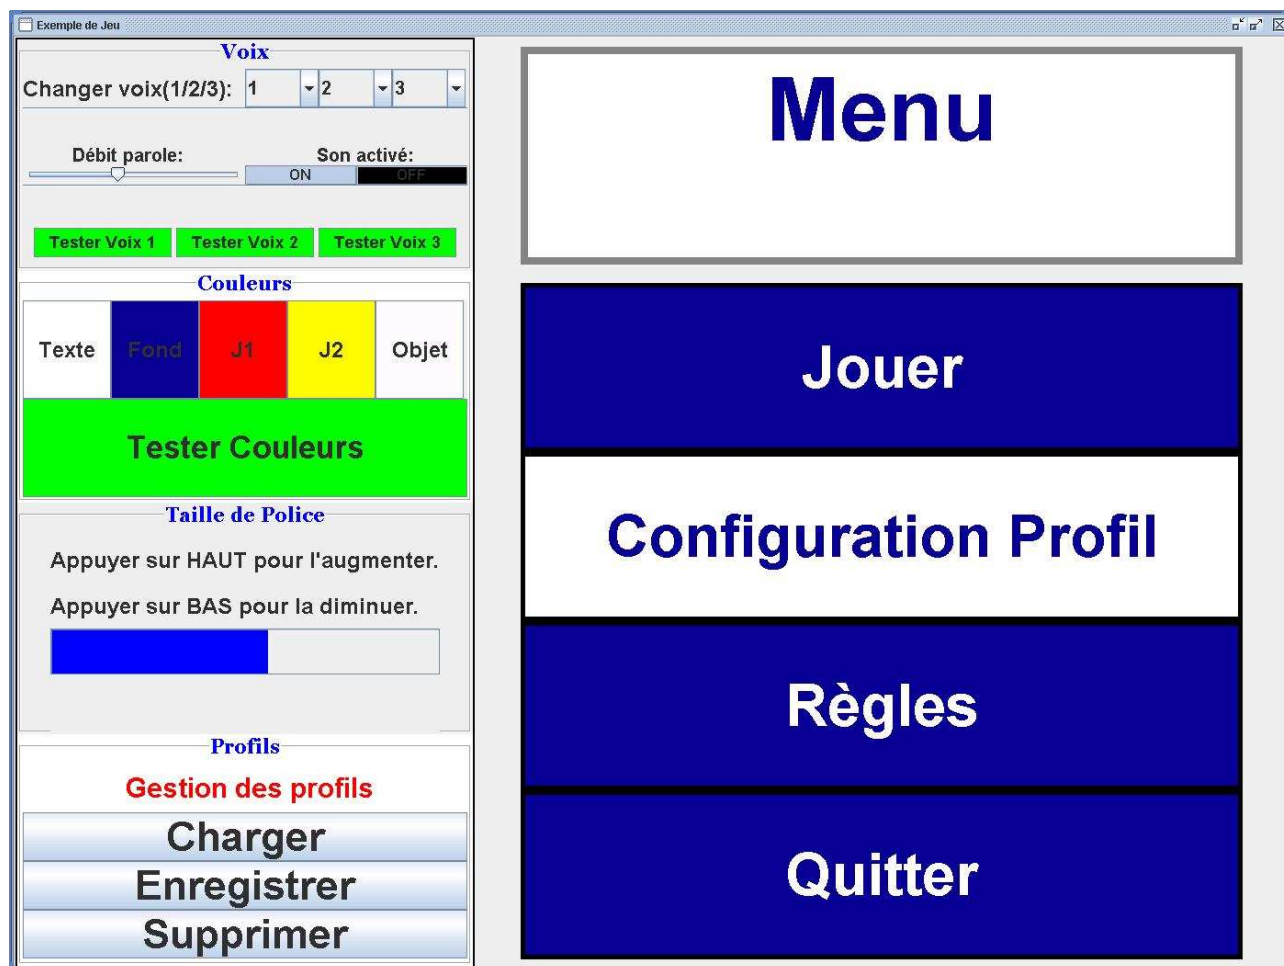 Exemple de Jeu
Voix
Changer voix(1/2/3): 1 2 3
Débit parole: Son activé:
ON OFF
Tester Voix 1 Tester Voix 2 Tester Voix 3
Couleurs
Texte Fond J1 J2 Objet
Tester Couleurs
Taille de Police
Appuyer sur HAUT pour l'augmenter.
Appuyer sur BAS pour la diminuer.
Profils
Gestion des profils
Charger
Enregistrer
Supprimer
Menu
Jouer
Configuration Profil
Règles
Quitter